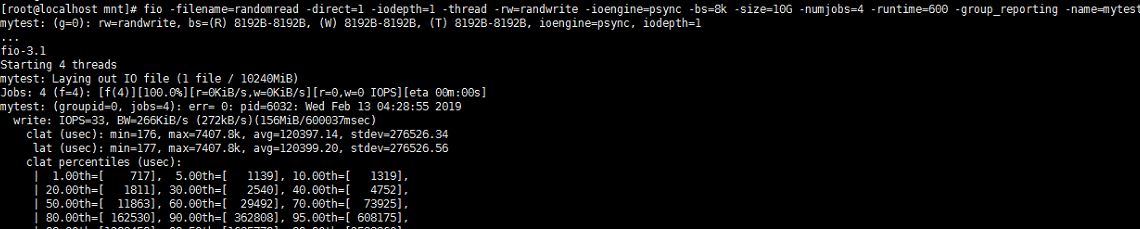 [root@localhost mnt]# fio -filename=randomread -direct=1 -iodepth=1 -thread -rw=randwrite -ioengine=psync -bs=8k -size=10G -numjobs=4 -runtime=600 -group_reporting -name=mytest
mytest: (g=0): rw=randwrite, bs=(R) 8192B-8192B, (W) 8192B-8192B, (T) 8192B-8192B, ioengine=psync, iodepth=1
...
fio-3.1
Starting 4 threads
mytest: Laying out IO file (1 file / 10240MiB)
Jobs: 4 (f=4): [f(4)][100.0%][r=0KiB/s,w=0KiB/s][r=0,w=0 IOPS][eta 00m:00s]
mytest: (groupid=0, jobs=4): err= 0: pid=6032: Wed Feb 13 04:28:55 2019
write: IOPS=33, BW=266KiB/s (272kB/s)(156MiB/600037msec)
clat (usec): min=176, max=7407.8k, avg=120397.14, stdev=276526.34
lat (usec): min=177, max=7407.8k, avg=120399.20, stdev=276526.56
clat percentiles (usec):
| 1.00th=[ 717], 5.00th=[ 1139], 10.00th=[ 1319],
| 20.00th=[ 1811], 30.00th=[ 2540], 40.00th=[ 4752],
| 50.00th=[ 11863], 60.00th=[ 29492], 70.00th=[ 73925],
| 80.00th=[ 162530], 90.00th=[ 362808], 95.00th=[ 608175],